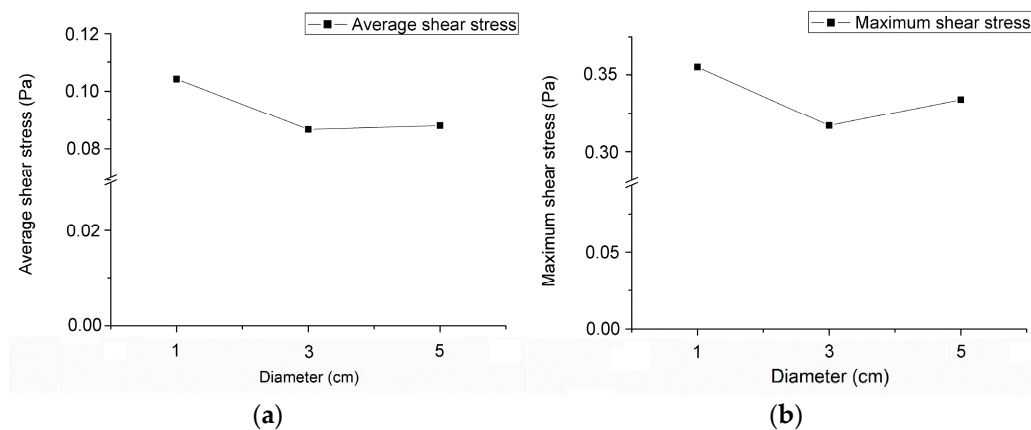 Average shear stress
0.12
0.10
0.08
0.02
0.00
Average shear stress (Pa)
1 3 5
Diameter (cm)
(a)
Maximum shear stress
0.35
0.30
0.05
0.00
Maximum shear stress (Pa)
1 3 5
Diameter (cm)
(b)